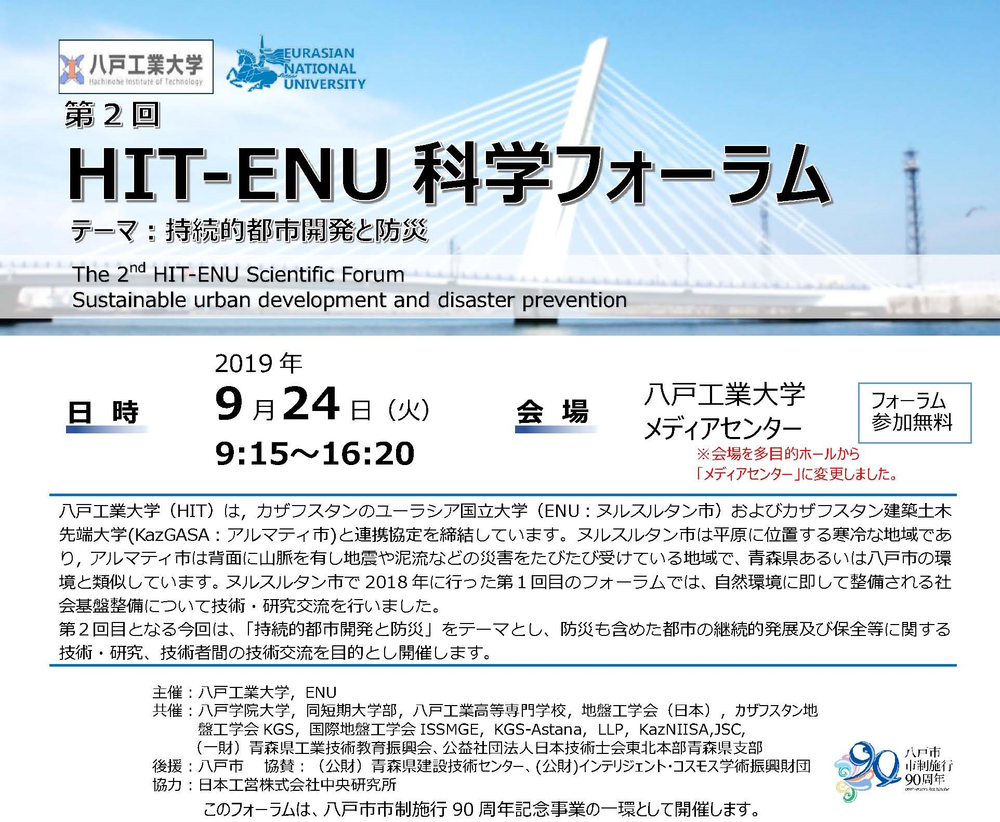 八戸工業大学
Hachinohe Institute of Technology
EURASIAN
NATIONAL
UNIVERSITY
第２回
HIT-ENU 科学フォーラム
テーマ：持続的都市開発と防災
The 2nd HIT-ENU Scientific Forum
Sustainable urban development and disaster prevention
日 時
2019 年
9 月 24 日（火）
9:15～16:20
会 場
八戸工業大学
メディアセンター
フォーラム
参加無料
※会場を多目的ホールから
「メディアセンター」に変更しました。
八戸工業大学（HIT）は，カザフスタンのユーラシア国立大学（ENU：ヌルスルタン市）およびカザフスタン建築土木
先端大学(KazGASA：アルマティ市)と連携協定を締結しています。ヌルスルタン市は平原に位置する寒冷な地域であ
り，アルマティ市は背面に山脈を有し地震や泥流などの災害をたびたび受けている地域で、青森県あるいは八戸市の環
境と類似しています。ヌルスルタン市で 2018 年に行った第１回目のフォーラムでは、自然環境に即して整備される社
会基盤整備について技術・研究交流を行いました。
第２回目となる今回は、「持続的都市開発と防災」をテーマとし、防災も含めた都市の継続的発展及び保全等に関する
技術・研究、技術者間の技術交流を目的とし開催します。
主催：八戸工業大学，ENU
共催：八戸学院大学，同短期大学部，八戸工業高等専門学校，地盤工学会（日本），カザフスタン地
盤工学会 KGS，国際地盤工学会 ISSMGE，KGS-Astana，LLP，KazNIISA,JSC,
（一財）青森県工業技術教育振興会、公益社団法人日本技術士会東北本部青森県支部
後援：八戸市　協賛：（公財）青森県建設技術センター、(公財)インテリジェント・コスモス学術振興財団
協力：日本工営株式会社中央研究所
このフォーラムは、八戸市市制施行 90 周年記念事業の一環として開催します。
90
八戸市
市制施行
90周年
anniversary hachinohe